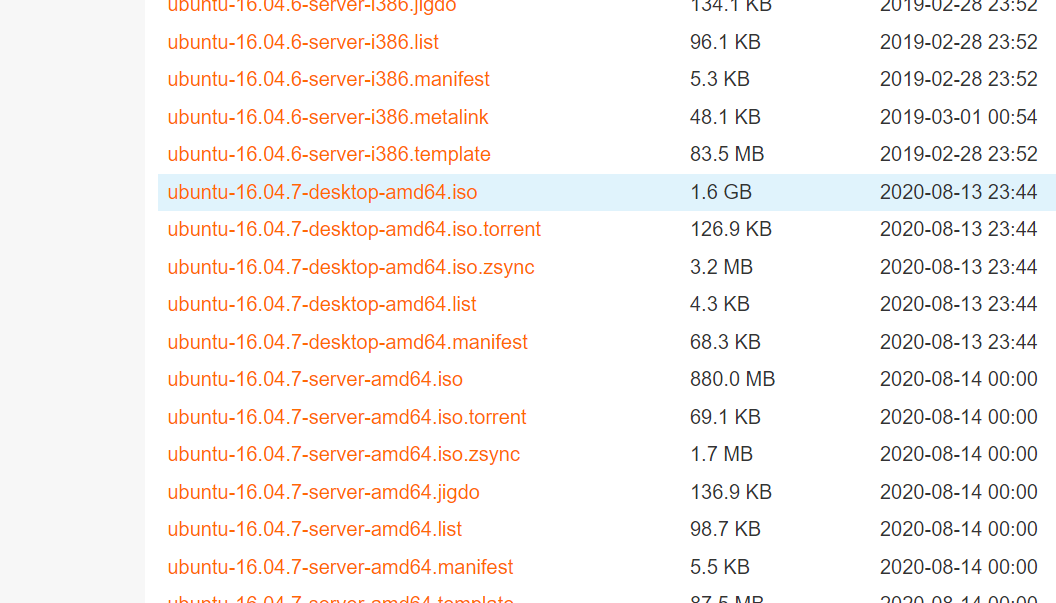 ubuntu-16.04.6-server-i386.jigdo 134.1 KB 2019-02-28 23:52
ubuntu-16.04.6-server-i386.list 96.1 KB 2019-02-28 23:52
ubuntu-16.04.6-server-i386.manifest 5.3 KB 2019-02-28 23:52
ubuntu-16.04.6-server-i386.metalink 48.1 KB 2019-03-01 00:54
ubuntu-16.04.6-server-i386.template 83.5 MB 2019-02-28 23:52
ubuntu-16.04.7-desktop-amd64.iso 1.6 GB 2020-08-13 23:44
ubuntu-16.04.7-desktop-amd64.iso.torrent 126.9 KB 2020-08-13 23:44
ubuntu-16.04.7-desktop-amd64.iso.zsync 3.2 MB 2020-08-13 23:44
ubuntu-16.04.7-desktop-amd64.list 4.3 KB 2020-08-13 23:44
ubuntu-16.04.7-desktop-amd64.manifest 68.3 KB 2020-08-13 23:44
ubuntu-16.04.7-server-amd64.iso 880.0 MB 2020-08-14 00:00
ubuntu-16.04.7-server-amd64.iso.torrent 69.1 KB 2020-08-14 00:00
ubuntu-16.04.7-server-amd64.iso.zsync 1.7 MB 2020-08-14 00:00
ubuntu-16.04.7-server-amd64.jigdo 136.9 KB 2020-08-14 00:00
ubuntu-16.04.7-server-amd64.list 98.7 KB 2020-08-14 00:00
ubuntu-16.04.7-server-amd64.manifest 5.5 KB 2020-08-14 00:00
ubuntu-16.04.7-server-amd64.template 87.5 MB 2020-08-14 00:00